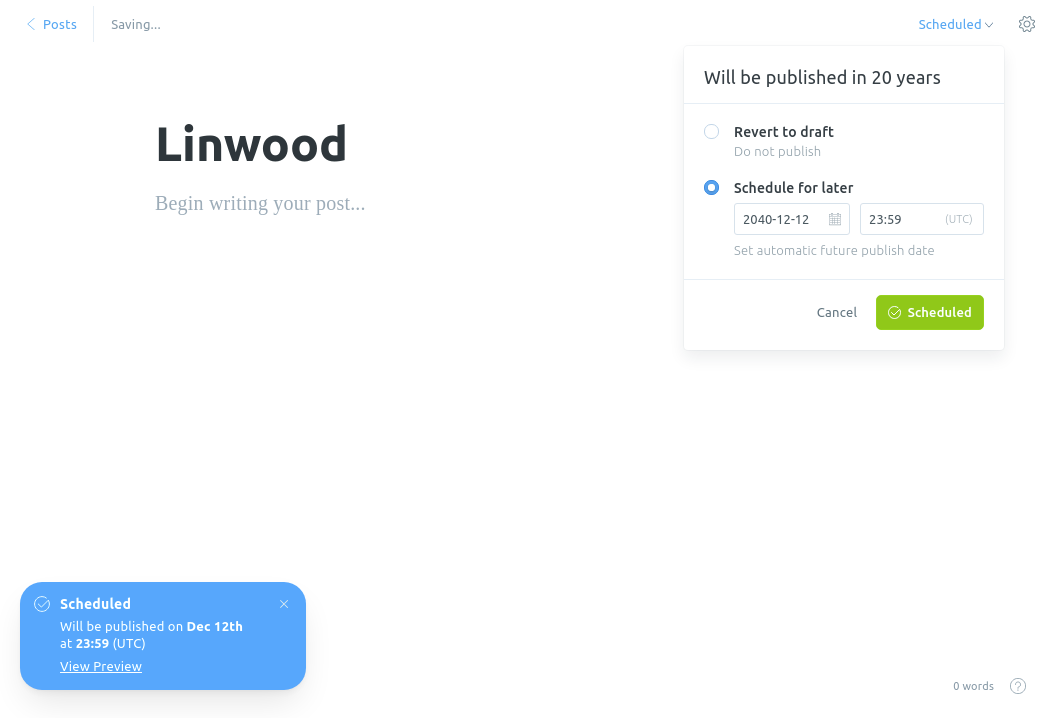 Posts
Saving...
Scheduled
Will be published in 20 years
Linwood
Begin writing your post...
Revert to draft
Do not publish
Schedule for later
2040-12-12
23:59 (UTC)
Set automatic future publish date
Cancel
Scheduled
Scheduled
Will be published on Dec 12th
at 23:59 (UTC)
View Preview
0 words
?